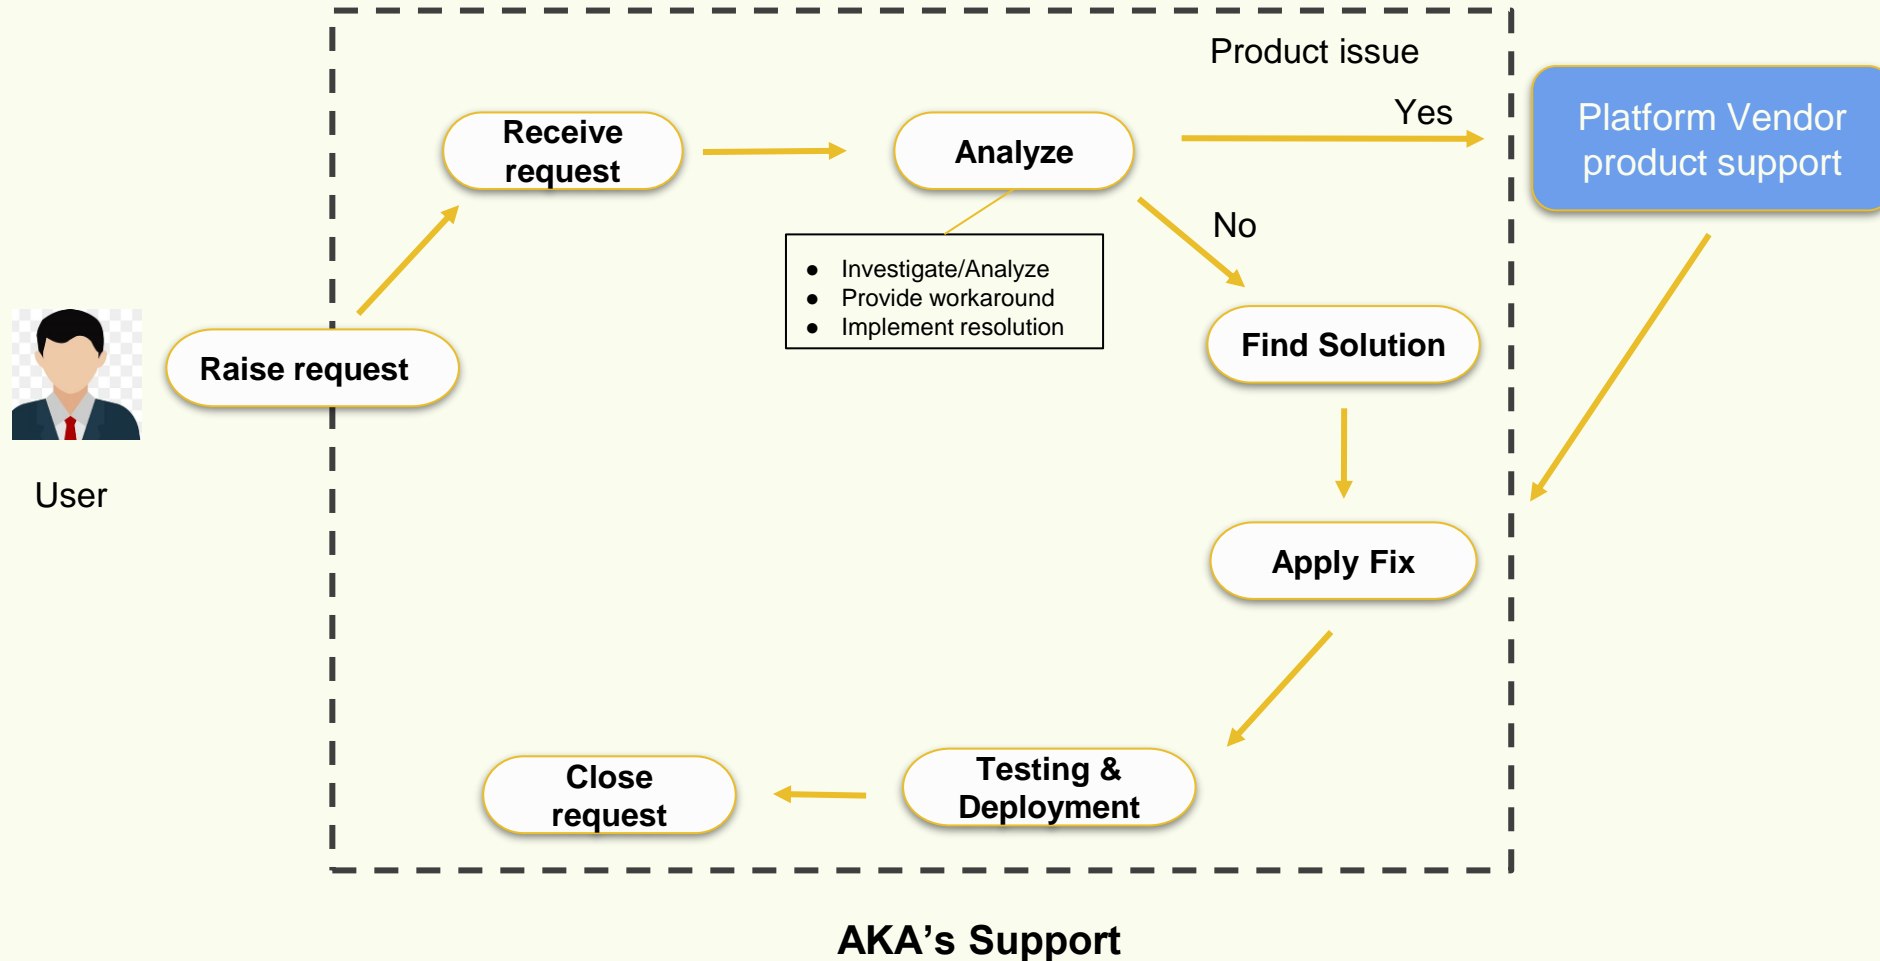 Product issue
Yes
Platform Vendor
product support
Receive
request
Analyze
No
● Investigate/Analyze
● Provide workaround
● Implement resolution
Raise request
Find Solution
User
Apply Fix
Testing &
Deployment
Close
request
AKA’s Support